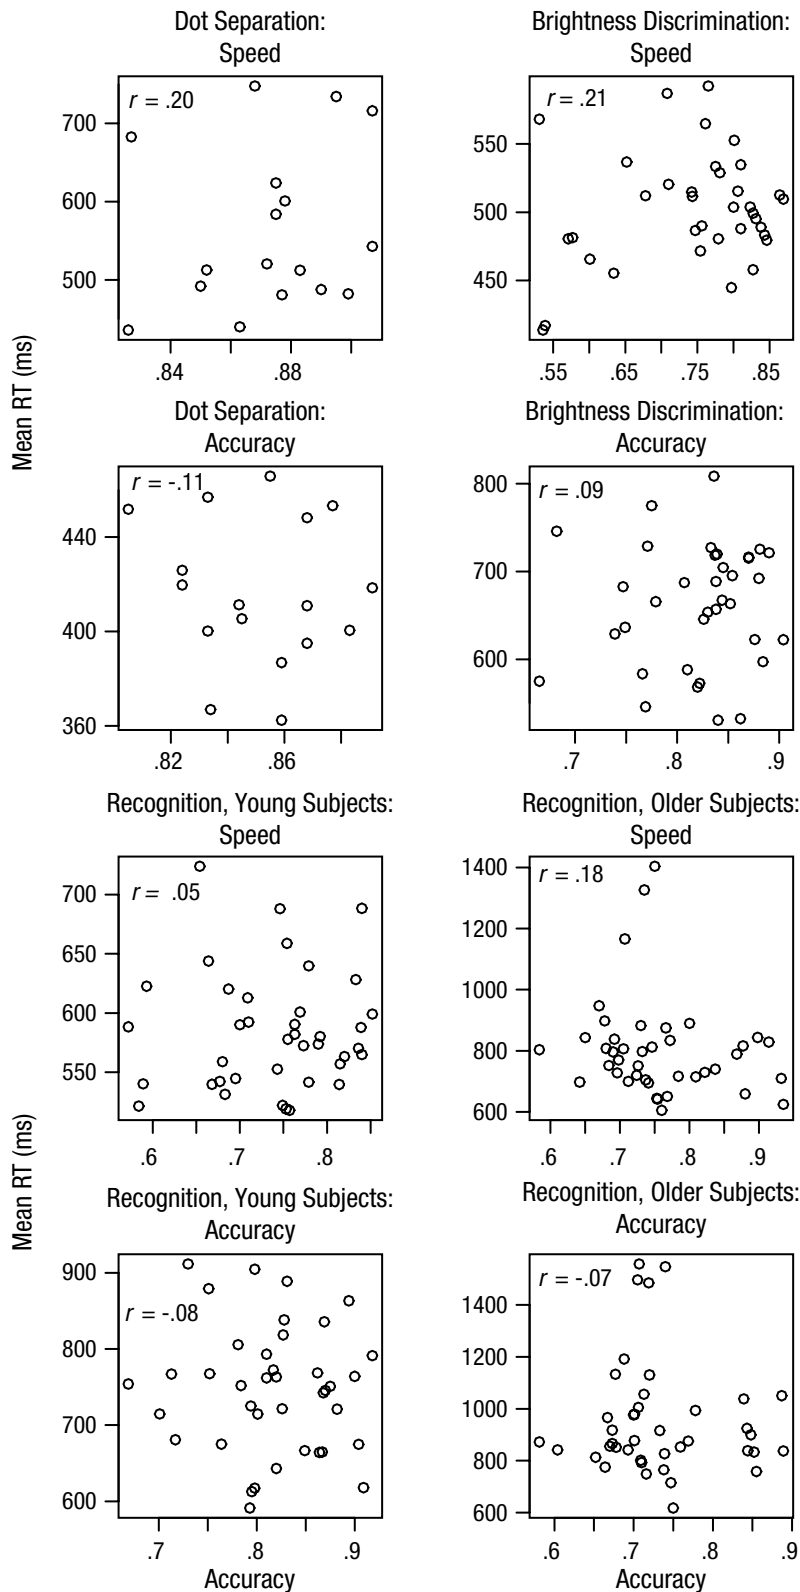 Dot Separation:
Speed
r = .20
700
600
500
.84 .88
Brightness Discrimination:
Speed
r = .21
550
500
450
.55 .65 .75 .85
Mean RT (ms)
Dot Separation:
Accuracy
r = -.11
440
400
360
.82 .86
Brightness Discrimination:
Accuracy
r = .09
800
700
600
.7 .8 .9
Recognition, Young Subjects:
Speed
r = .05
700
650
600
550
.6 .7 .8
Recognition, Older Subjects:
Speed
r = .18
1400
1200
1000
800
600
.6 .7 .8 .9
Mean RT (ms)
Recognition, Young Subjects:
Accuracy
r = -.08
900
800
700
600
.7 .8 .9
Accuracy
Recognition, Older Subjects:
Accuracy
r = -.07
1400
1200
1000
800
600
.6 .7 .8 .9
Accuracy